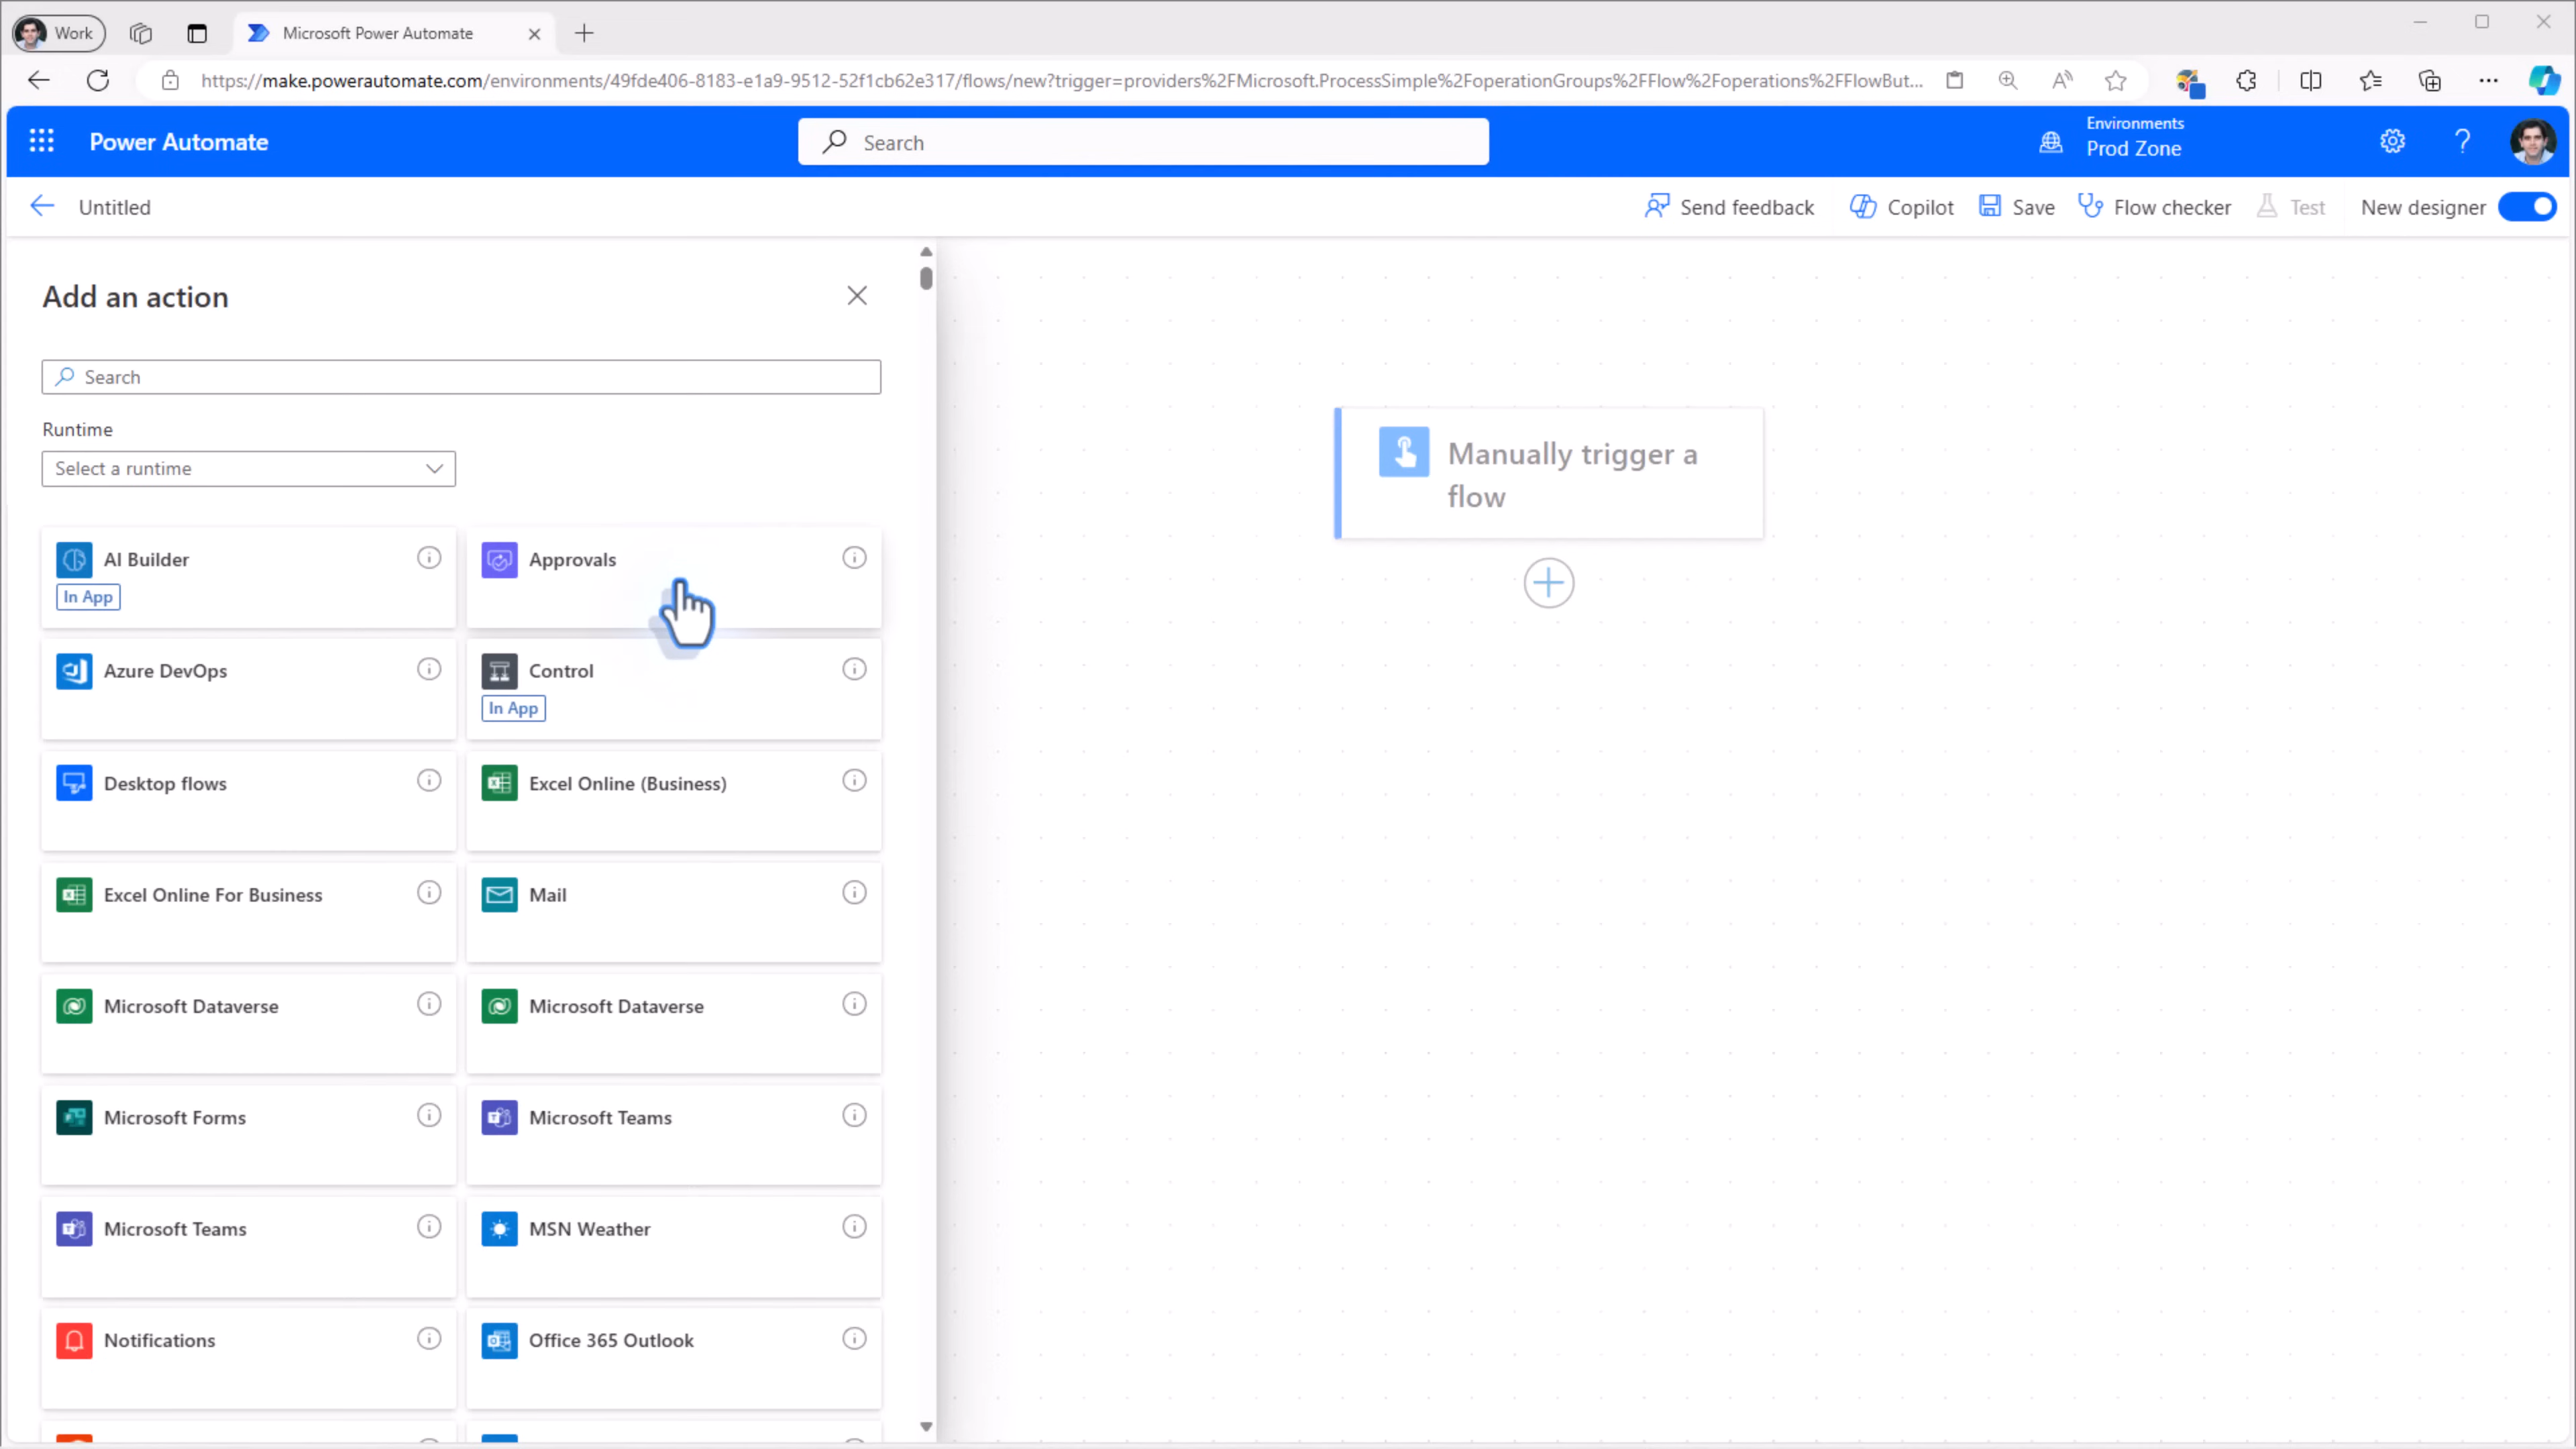 Work
Microsoft Power Automate
https://make.powerautomate.com/environments/49fde406-8183-e1a9-9512-52f1cb62e317/flows/new?trigger=providers%2FMicrosoft.ProcessSimple%2FoperationGroups%2FFlow%2Foperations%2FFlowBut...
Power Automate
Search
Environments
Prod Zone
Untitled
Send feedback
Copilot
Save
Flow checker
Test
New designer
Add an action
Search
Runtime
Select a runtime
AI Builder
In App
Approvals
Azure DevOps
Control
In App
Desktop flows
Excel Online (Business)
Excel Online For Business
Mail
Microsoft Dataverse
Microsoft Dataverse
Microsoft Forms
Microsoft Teams
Microsoft Teams
MSN Weather
Notifications
Office 365 Outlook
Manually trigger a
flow